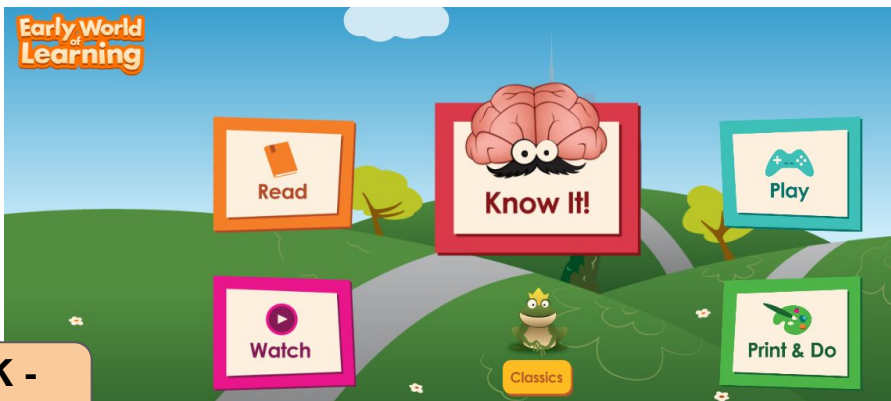 Early World
of
Learning
Read
Know It!
Play
Watch
Print & Do
Classics
K -